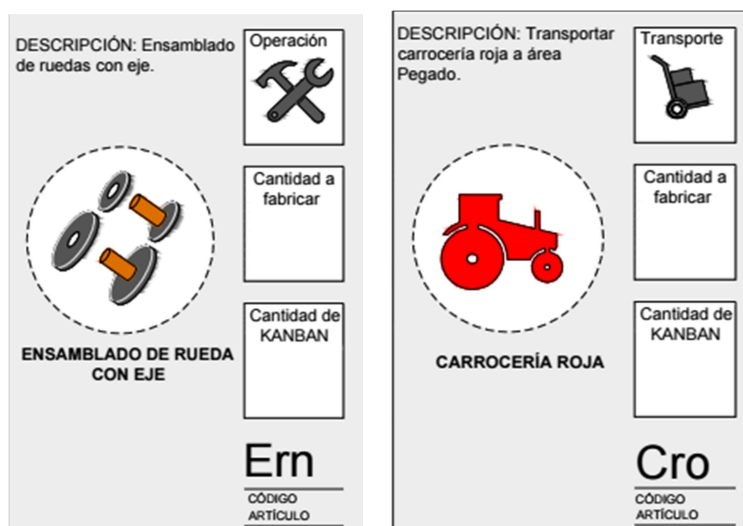 DESCRIPCIÓN: Ensamblado
de ruedas con eje.
Operación
Cantidad a
fabricar
Cantidad de
KANBAN
ENSAMBLADO DE RUEDA
CON EJE
Ern
CÓDIGO
ARTÍCULO
DESCRIPCIÓN: Transportar
carrocería roja a área
Pegado.
Transporte
Cantidad a
fabricar
Cantidad de
KANBAN
CARROCERÍA ROJA
Cro
CÓDIGO
ARTÍCULO